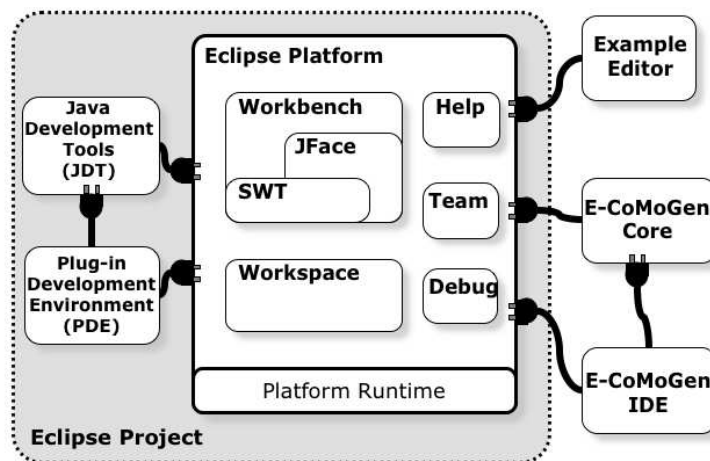 Eclipse Platform
Example
Editor
Java
Development
Tools
(JDT)
Workbench
JFace
SWT
Help
Team
E-CoMoGen
Core
Plug-in
Development
Environment
(PDE)
Workspace
Debug
E-CoMoGen
IDE
Platform Runtime
Eclipse Project